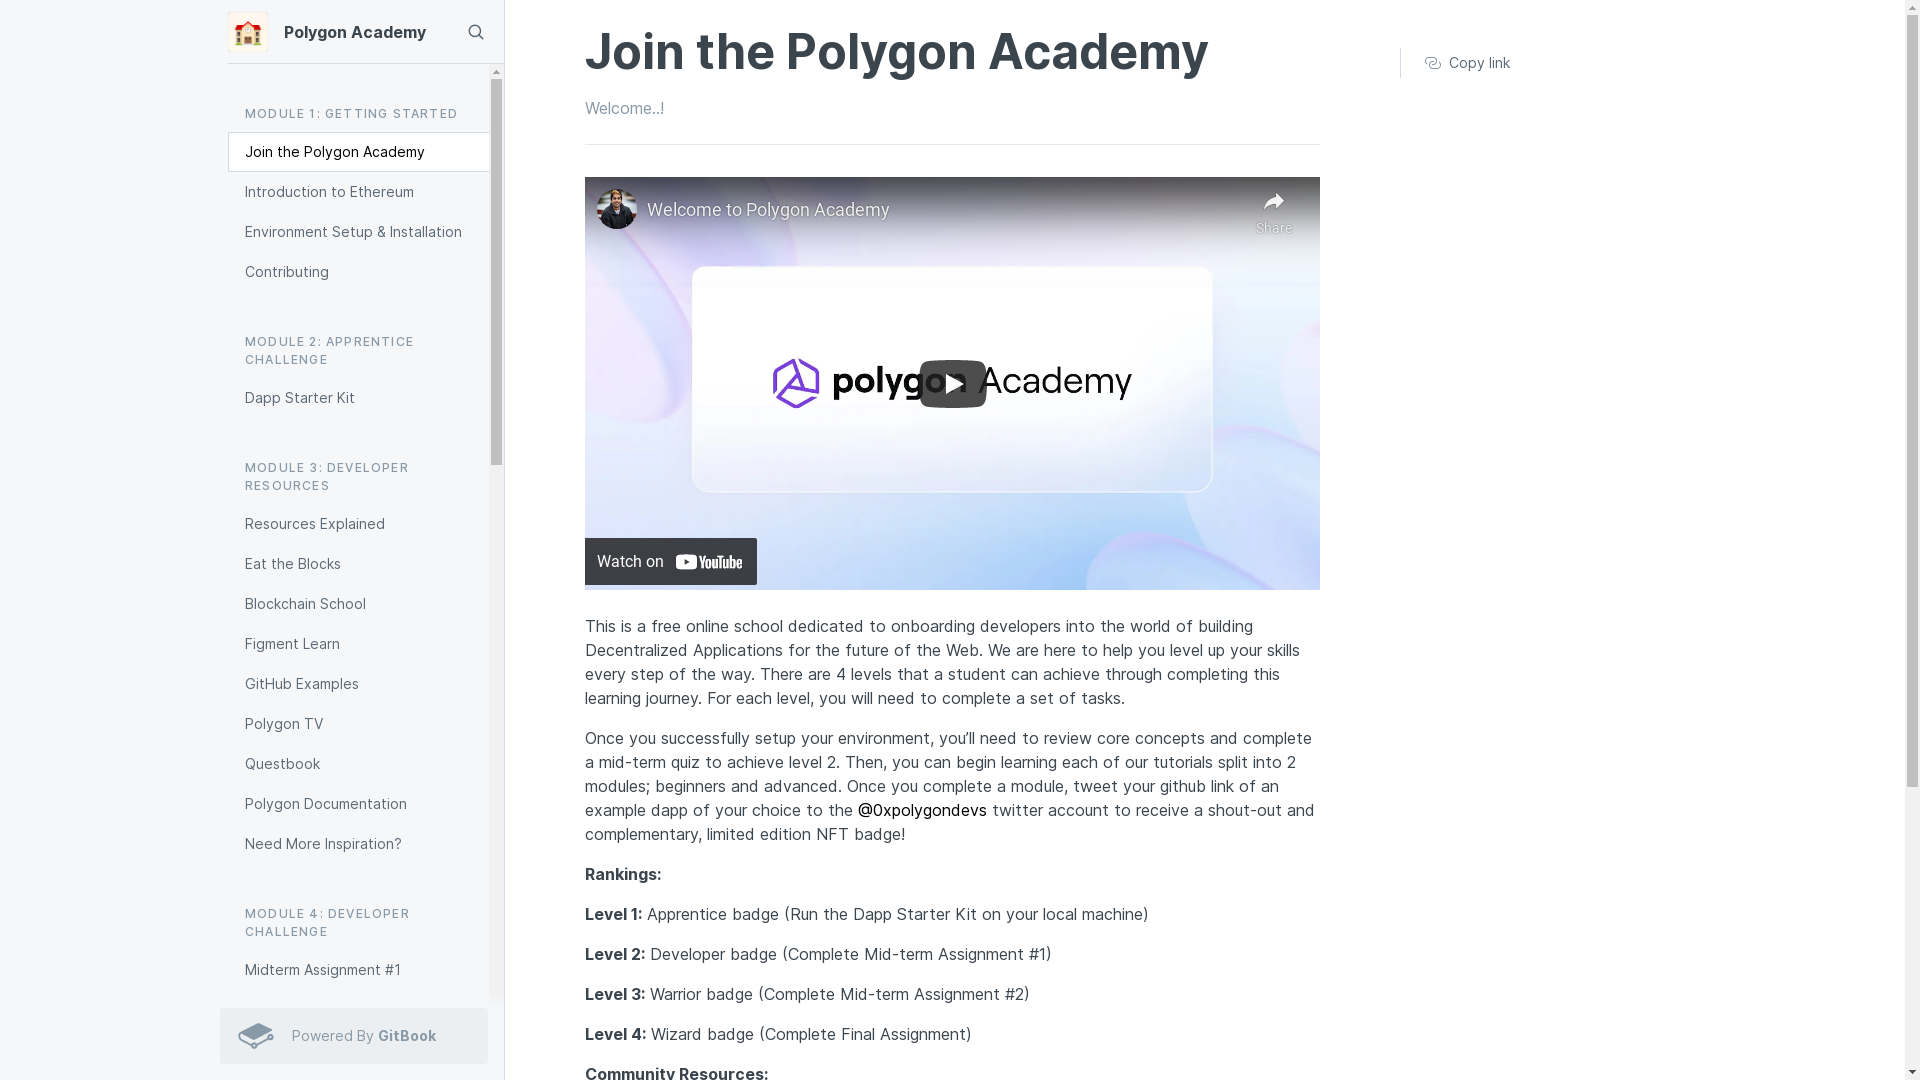 Polygon Academy
MODULE 1: GETTING STARTED
Join the Polygon Academy
Introduction to Ethereum
Environment Setup & Installation
Contributing
MODULE 2: APPRENTICE
CHALLENGE
Dapp Starter Kit
MODULE 3: DEVELOPER
RESOURCES
Resources Explained
Eat the Blocks
Blockchain School
Figment Learn
GitHub Examples
Polygon TV
Questbook
Polygon Documentation
Need More Inspiration?
MODULE 4: DEVELOPER
CHALLENGE
Midterm Assignment #1
Powered By GitBook
Join the Polygon Academy
Copy link
Welcome..!
Welcome to Polygon Academy
Share
polygon Academy
Watch on YouTube
This is a free online school dedicated to onboarding developers into the world of building
Decentralized Applications for the future of the Web. We are here to help you level up your skills
every step of the way. There are 4 levels that a student can achieve through completing this
learning journey. For each level, you will need to complete a set of tasks.
Once you successfully setup your environment, you’ll need to review core concepts and complete
a mid-term quiz to achieve level 2. Then, you can begin learning each of our tutorials split into 2
modules; beginners and advanced. Once you complete a module, tweet your github link of an
example dapp of your choice to the @0xpolygondevs twitter account to receive a shout-out and
complementary, limited edition NFT badge!
Rankings:
Level 1: Apprentice badge (Run the Dapp Starter Kit on your local machine)
Level 2: Developer badge (Complete Mid-term Assignment #1)
Level 3: Warrior badge (Complete Mid-term Assignment #2)
Level 4: Wizard badge (Complete Final Assignment)
Community Resources: